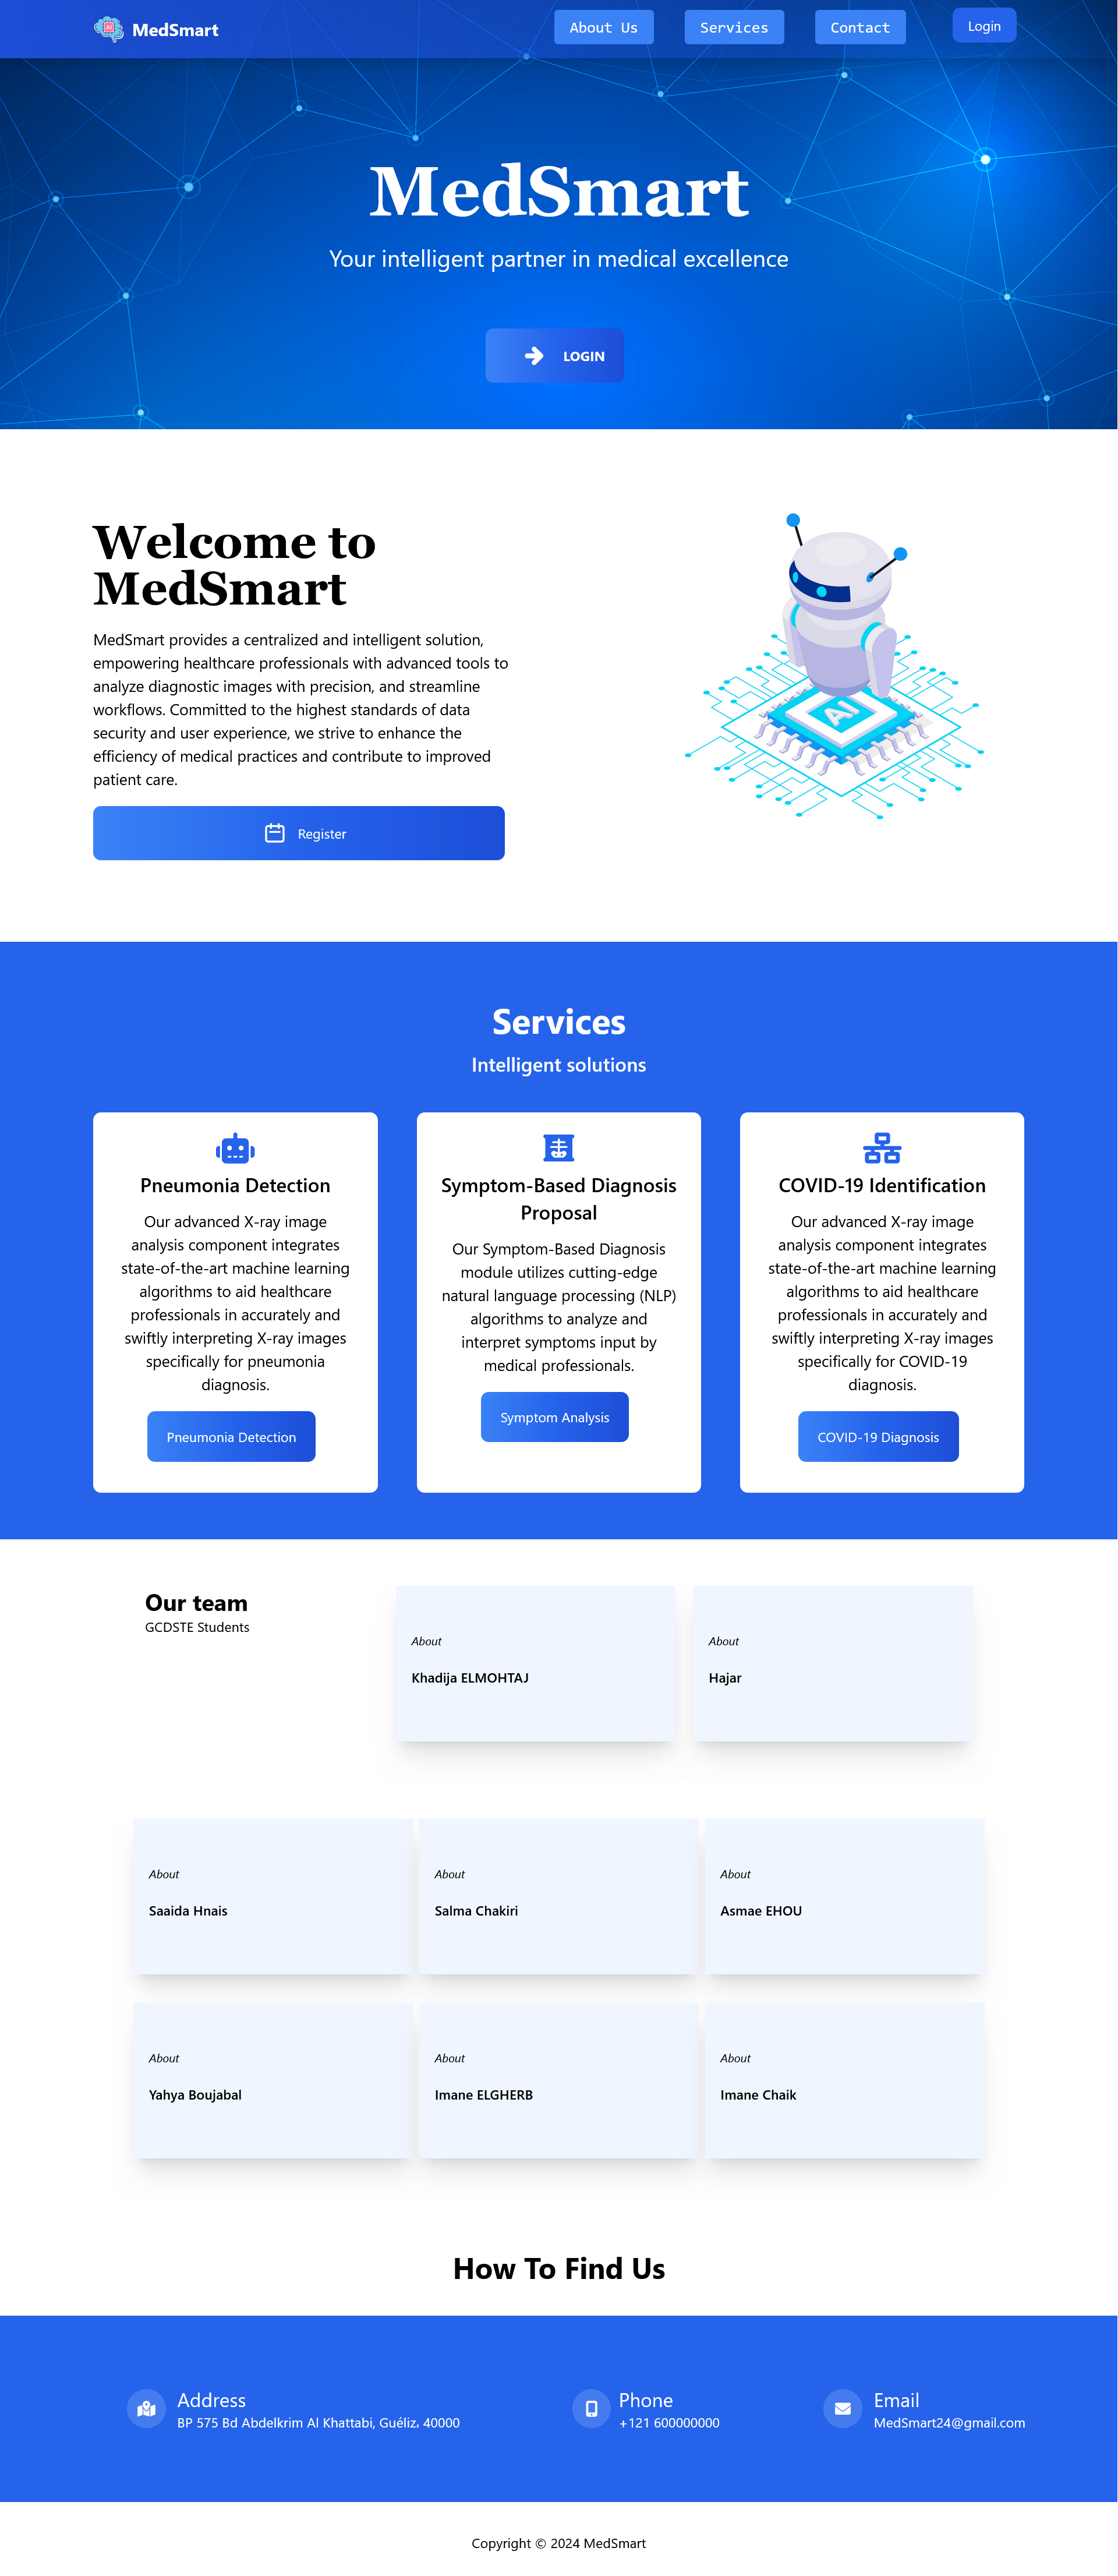 MedSmart
About Us
Services
Contact
Login
MedSmart
Your intelligent partner in medical excellence
LOGIN
Welcome to
MedSmart
MedSmart provides a centralized and intelligent solution,
empowering healthcare professionals with advanced tools to
analyze diagnostic images with precision, and streamline
workflows. Committed to the highest standards of data
security and user experience, we strive to enhance the
efficiency of medical practices and contribute to improved
patient care.
Register
AI
Services
Intelligent solutions
Pneumonia Detection
Our advanced X-ray image
analysis component integrates
state-of-the-art machine learning
algorithms to aid healthcare
professionals in accurately and
swiftly interpreting X-ray images
specifically for pneumonia
diagnosis.
Pneumonia Detection
Symptom-Based Diagnosis
Proposal
Our Symptom-Based Diagnosis
module utilizes cutting-edge
natural language processing (NLP)
algorithms to analyze and
interpret symptoms input by
medical professionals.
Symptom Analysis
COVID-19 Identification
Our advanced X-ray image
analysis component integrates
state-of-the-art machine learning
algorithms to aid healthcare
professionals in accurately and
swiftly interpreting X-ray images
specifically for COVID-19
diagnosis.
COVID-19 Diagnosis
Our team
GCDSTE Students
About
Khadija ELMOHTAJ
About
Hajar
About
Saaida Hnais
About
Salma Chakiri
About
Asmae EHOU
About
Yahya Boujabal
About
Imane ELGHERB
About
Imane Chaik
How To Find Us
Address
BP 575 Bd Abdelkrim Al Khattabi, Guéliz، 40000
Phone
+121 600000000
Email
MedSmart24@gmail.com
Copyright © 2024 MedSmart